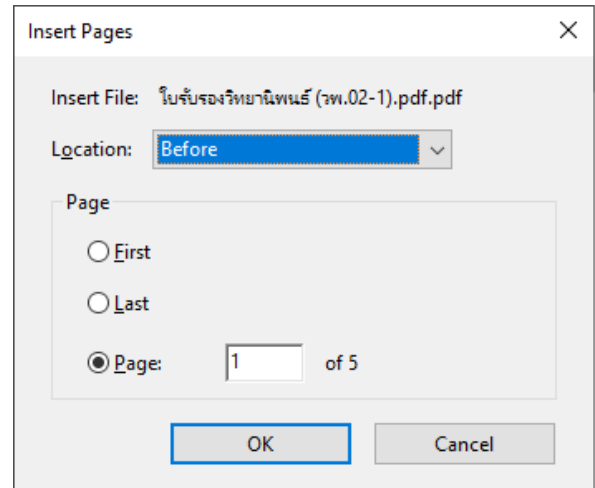 Insert Pages
Insert File: ใบรับรองวิทยานิพนธ์ (วพ.02-1).pdf.pdf
Location: Before
Page
First
Last
Page: 1 of 5
OK Cancel